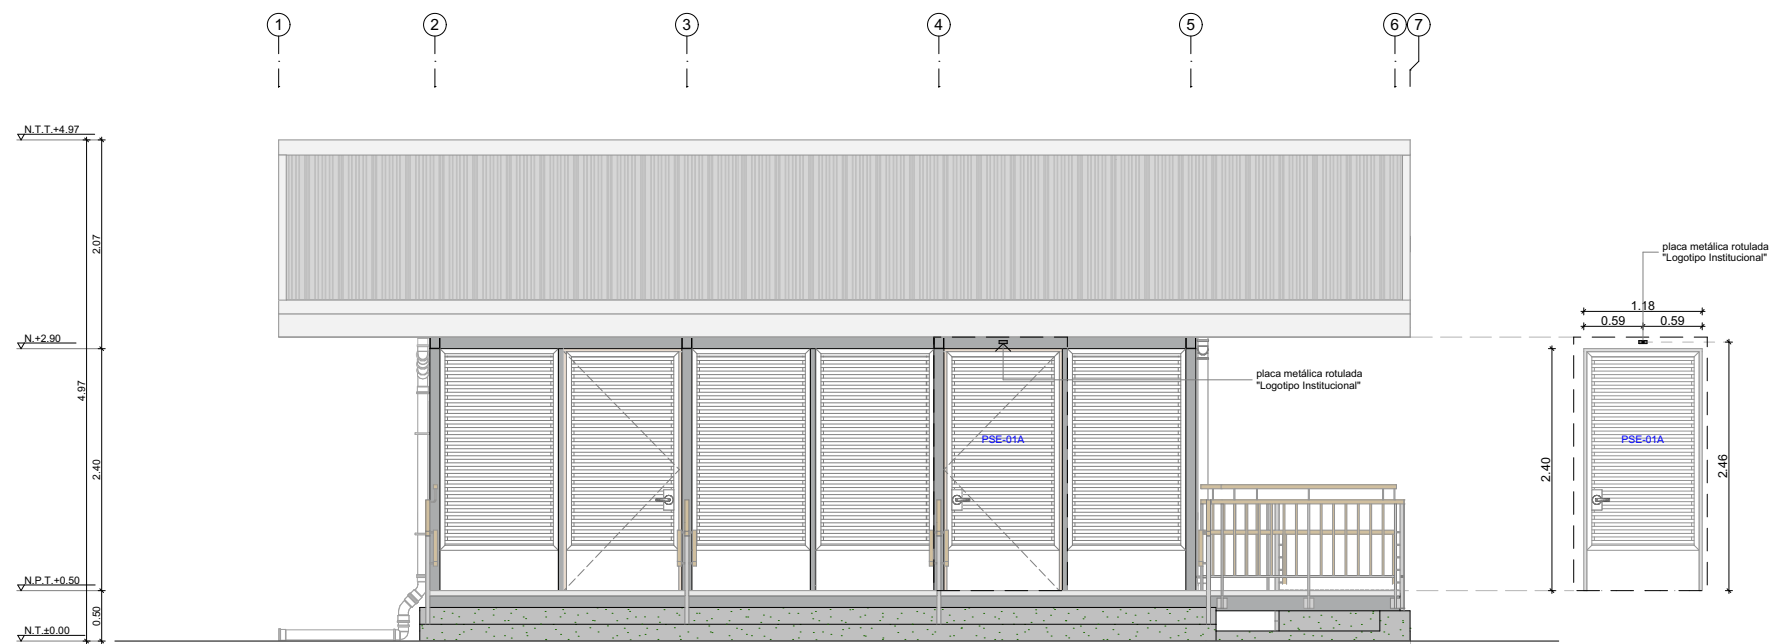 1
2
3
4
5
6
7
N.T.T.+4.97
2.07
placa metálica rotulada
"Logotipo Institucional"
1.18
0.59
0.59
N.+2.90
4.97
placa metálica rotulada
"Logotipo Institucional"
PSE-01A
PSE-01A
2.40
2.40
2.46
N.P.T.+0.50
0.50
N.T.±0.00